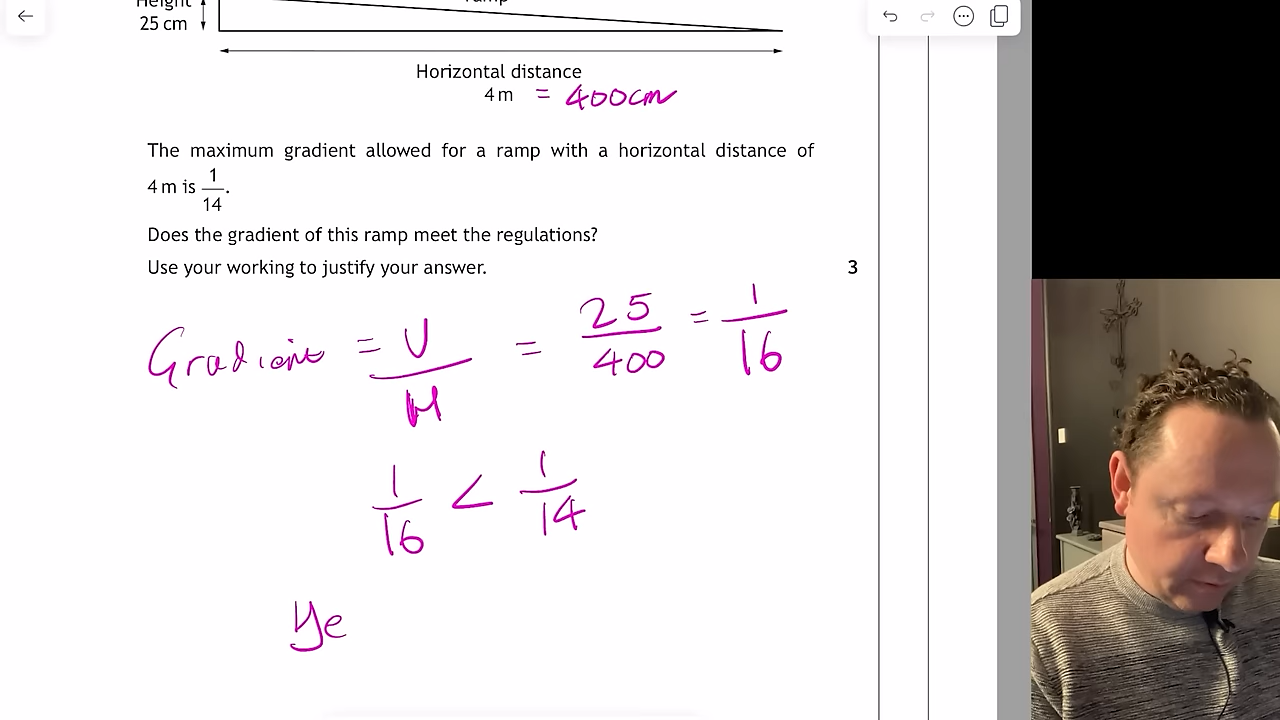 Height
ramp
25 cm
Horizontal distance
4 m = 400cm
The maximum gradient allowed for a ramp with a horizontal distance of
4 m is 1/14.
Does the gradient of this ramp meet the regulations?
Use your working to justify your answer.
3
Gradient = V/H = 25/400 = 1/16
1/16 < 1/14
Ye